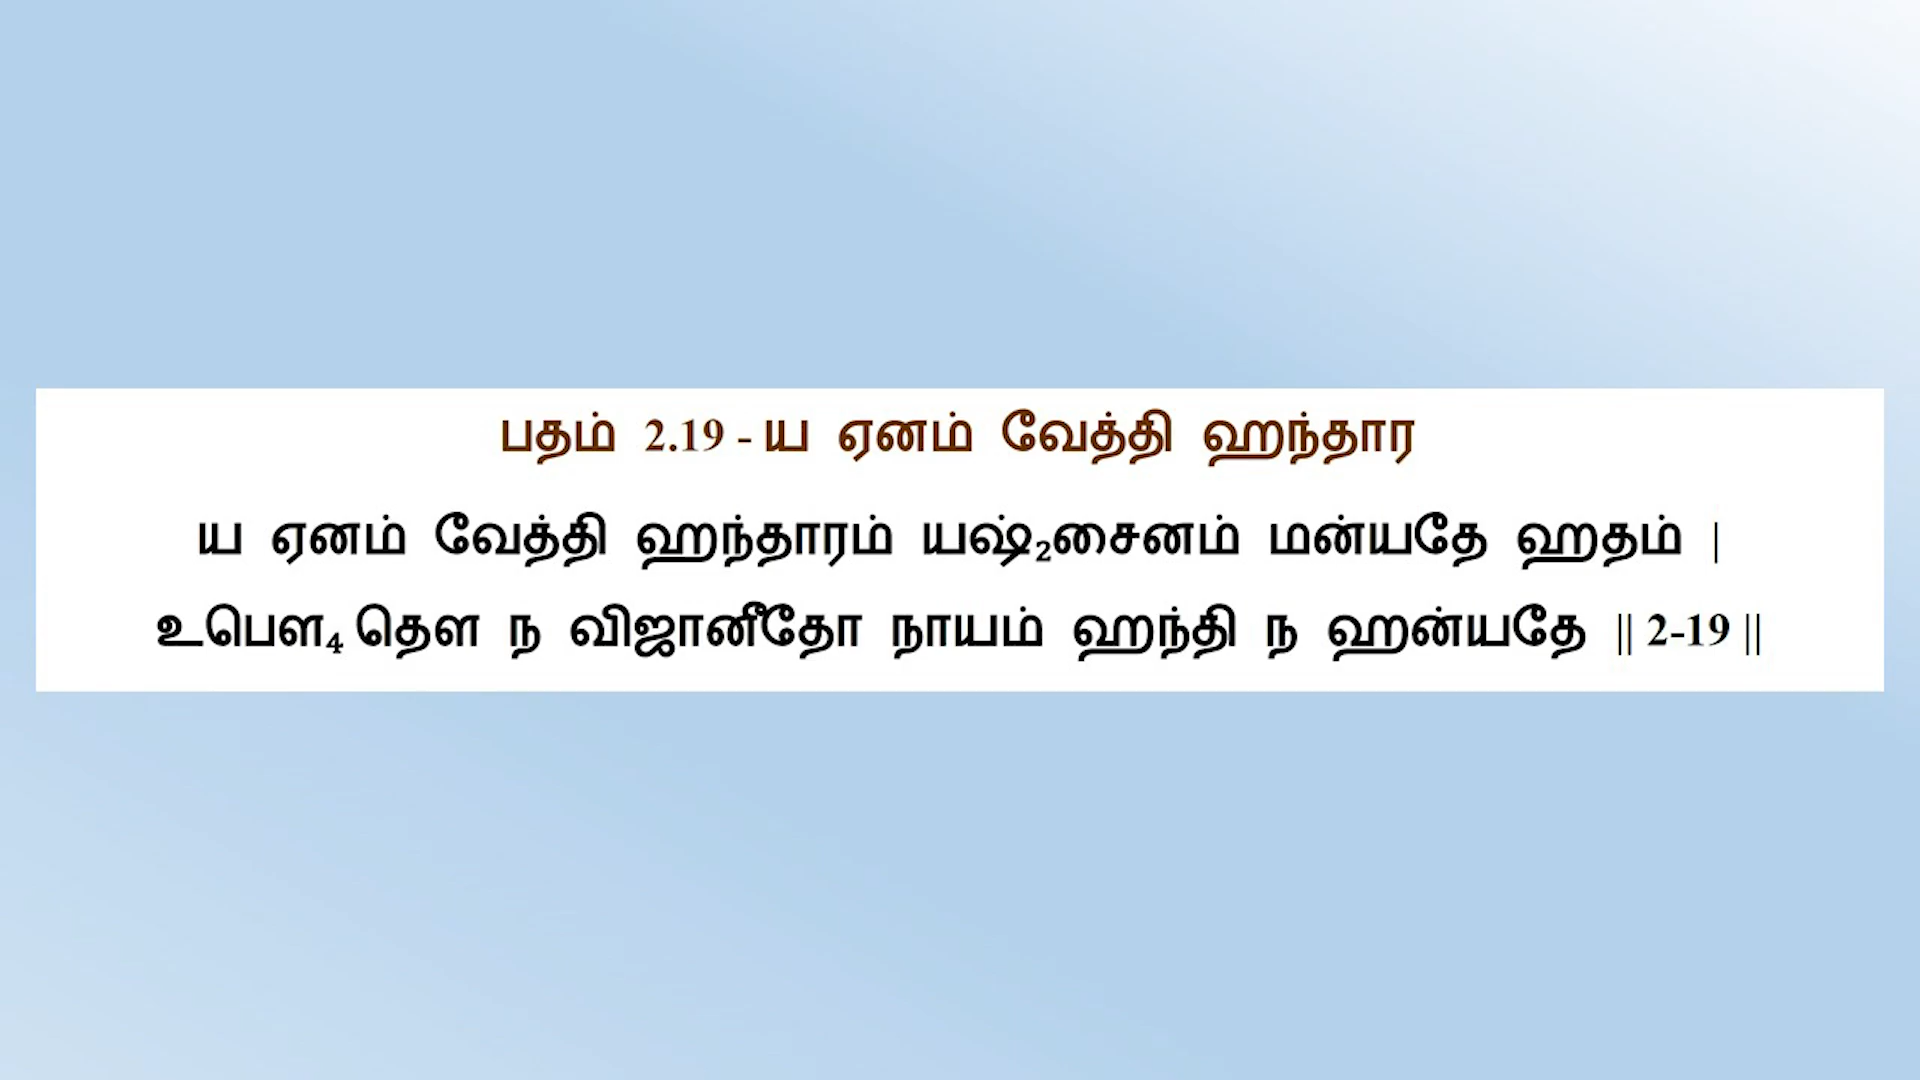 பதம் 2.19 - ய ஏனம் வேத்தி ஹந்தார
ய ஏனம் வேத்தி ஹந்தாரம் யஷ்₂சைனம் மன்யதே ஹதம் |
உபௌ₄ தௌ ந விஜானீதோ நாயம் ஹந்தி ந ஹன்யதே || 2-19 ||